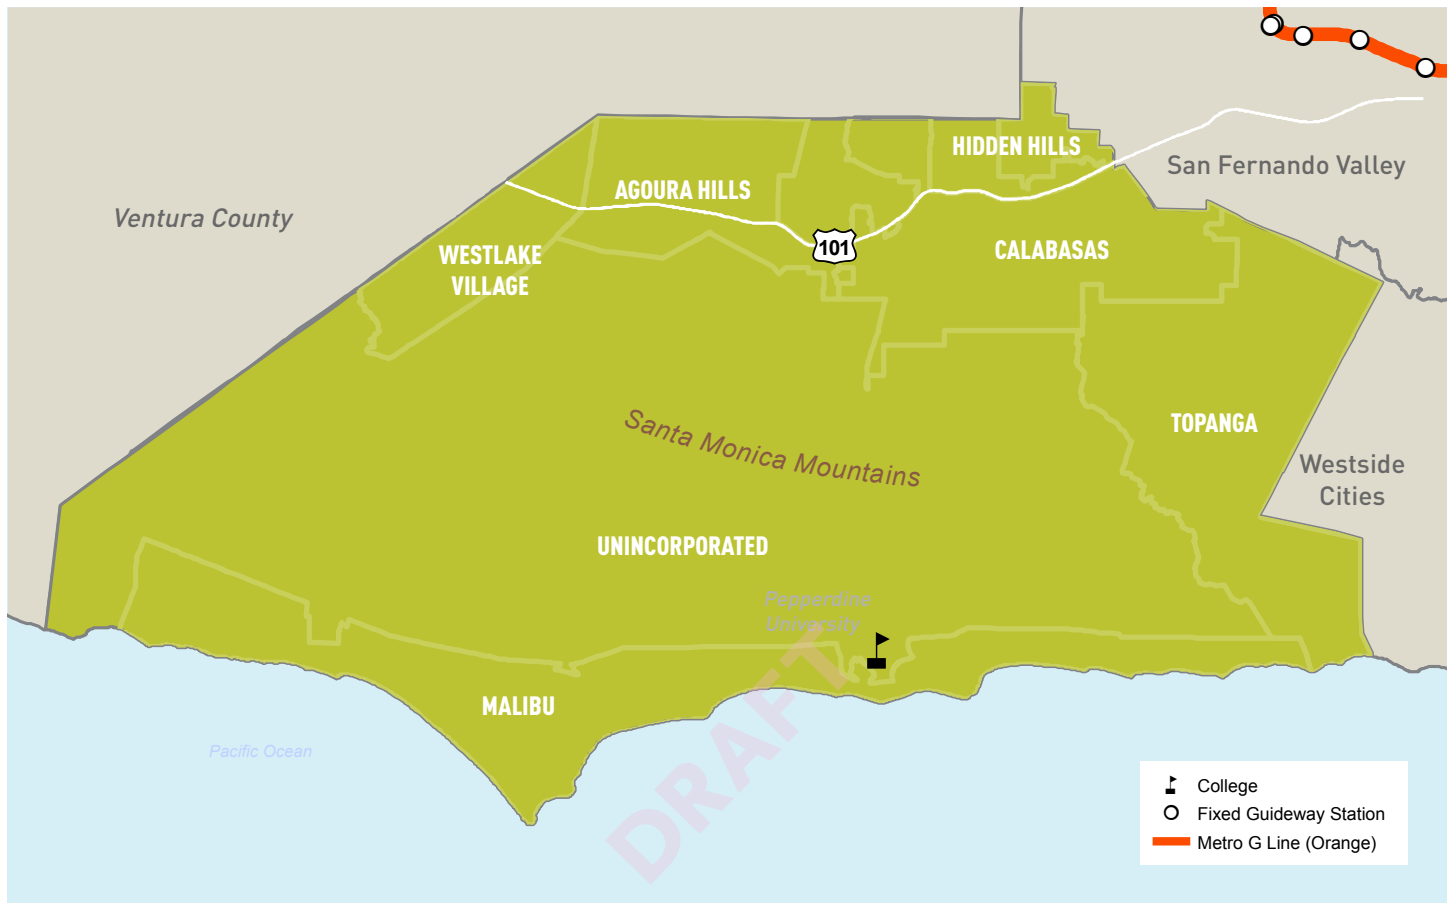 HIDDEN HILLS
San Fernando Valley
AGOURA HILLS
Ventura County
WESTLAKE
VILLAGE
101
CALABASAS
Santa Monica Mountains
TOPANGA
Westside
Cities
UNINCORPORATED
Pepperdine
University
MALIBU
DRAFT
Pacific Ocean
College
Fixed Guideway Station
Metro G Line (Orange)